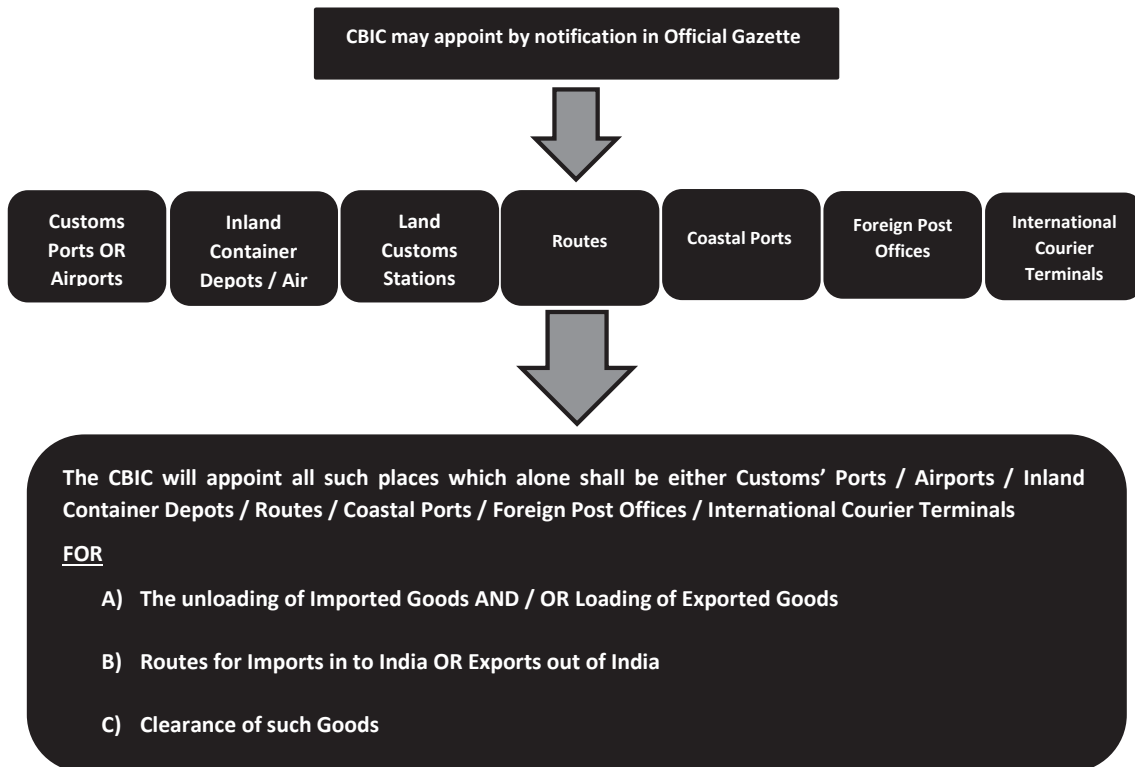 CBIC may appoint by notification in Official Gazette
Customs
Ports OR
Airports
Inland
Container
Depots / Air
Land
Customs
Stations
Routes
Coastal Ports
Foreign Post
Offices
International
Courier
Terminals
The CBIC will appoint all such places which alone shall be either Customs’ Ports / Airports / Inland
Container Depots / Routes / Coastal Ports / Foreign Post Offices / International Courier Terminals
FOR
A) The unloading of Imported Goods AND / OR Loading of Exported Goods
B) Routes for Imports in to India OR Exports out of India
C) Clearance of such Goods